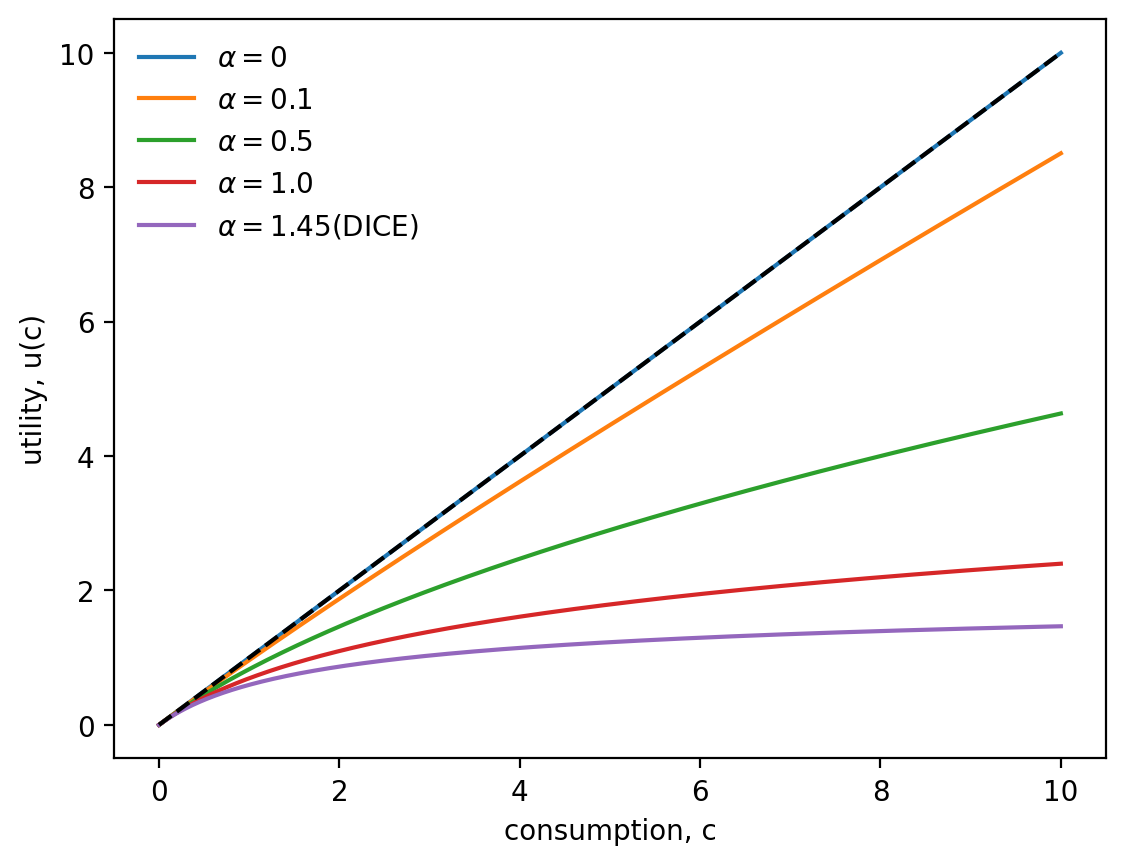 α = 0
α = 0.1
α = 0.5
α = 1.0
α = 1.45(DICE)
10
8
6
4
2
0
utility, u(c)
0 2 4 6 8 10
consumption, c